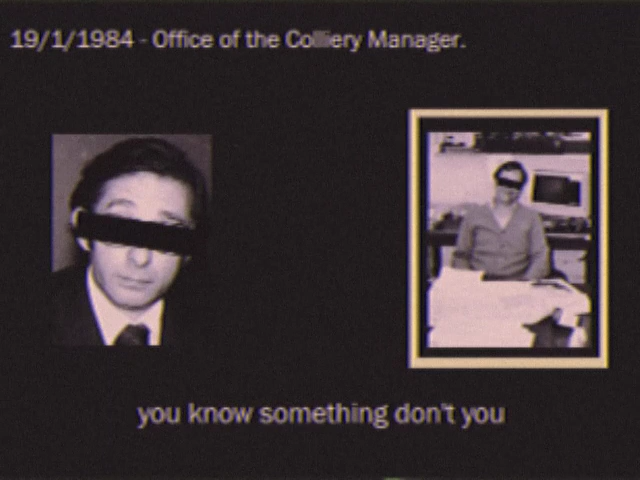 19/1/1984 - Office of the Colliery Manager.
you know something don't you